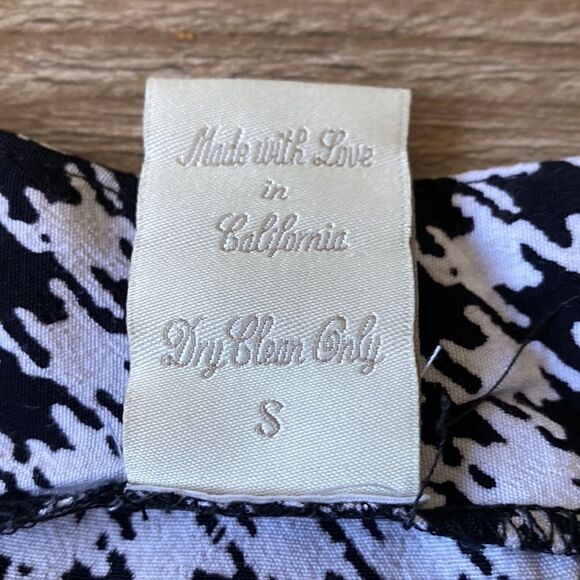 Made with Love
in
California
Dry Clean Only
S